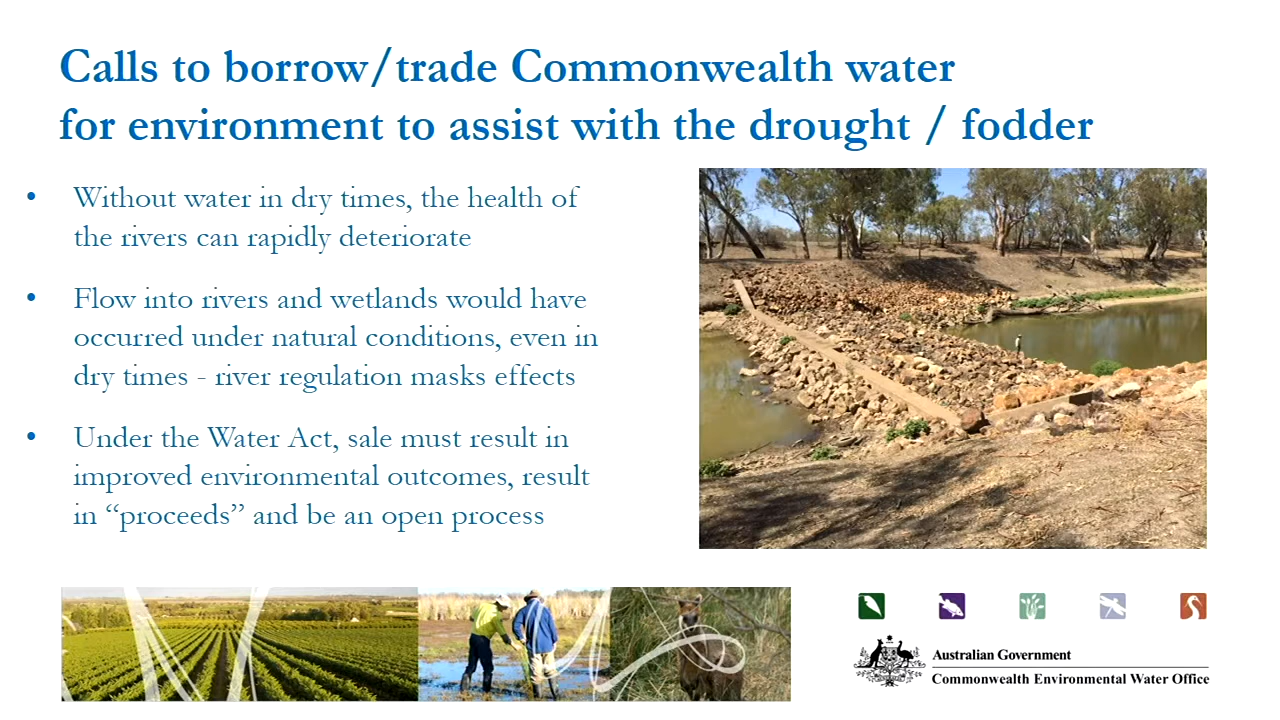 Calls to borrow/trade Commonwealth water
for environment to assist with the drought / fodder
• Without water in dry times, the health of
the rivers can rapidly deteriorate
• Flow into rivers and wetlands would have
occurred under natural conditions, even in
dry times - river regulation masks effects
• Under the Water Act, sale must result in
improved environmental outcomes, result
in “proceeds” and be an open process
Australian Government
Commonwealth Environmental Water Office